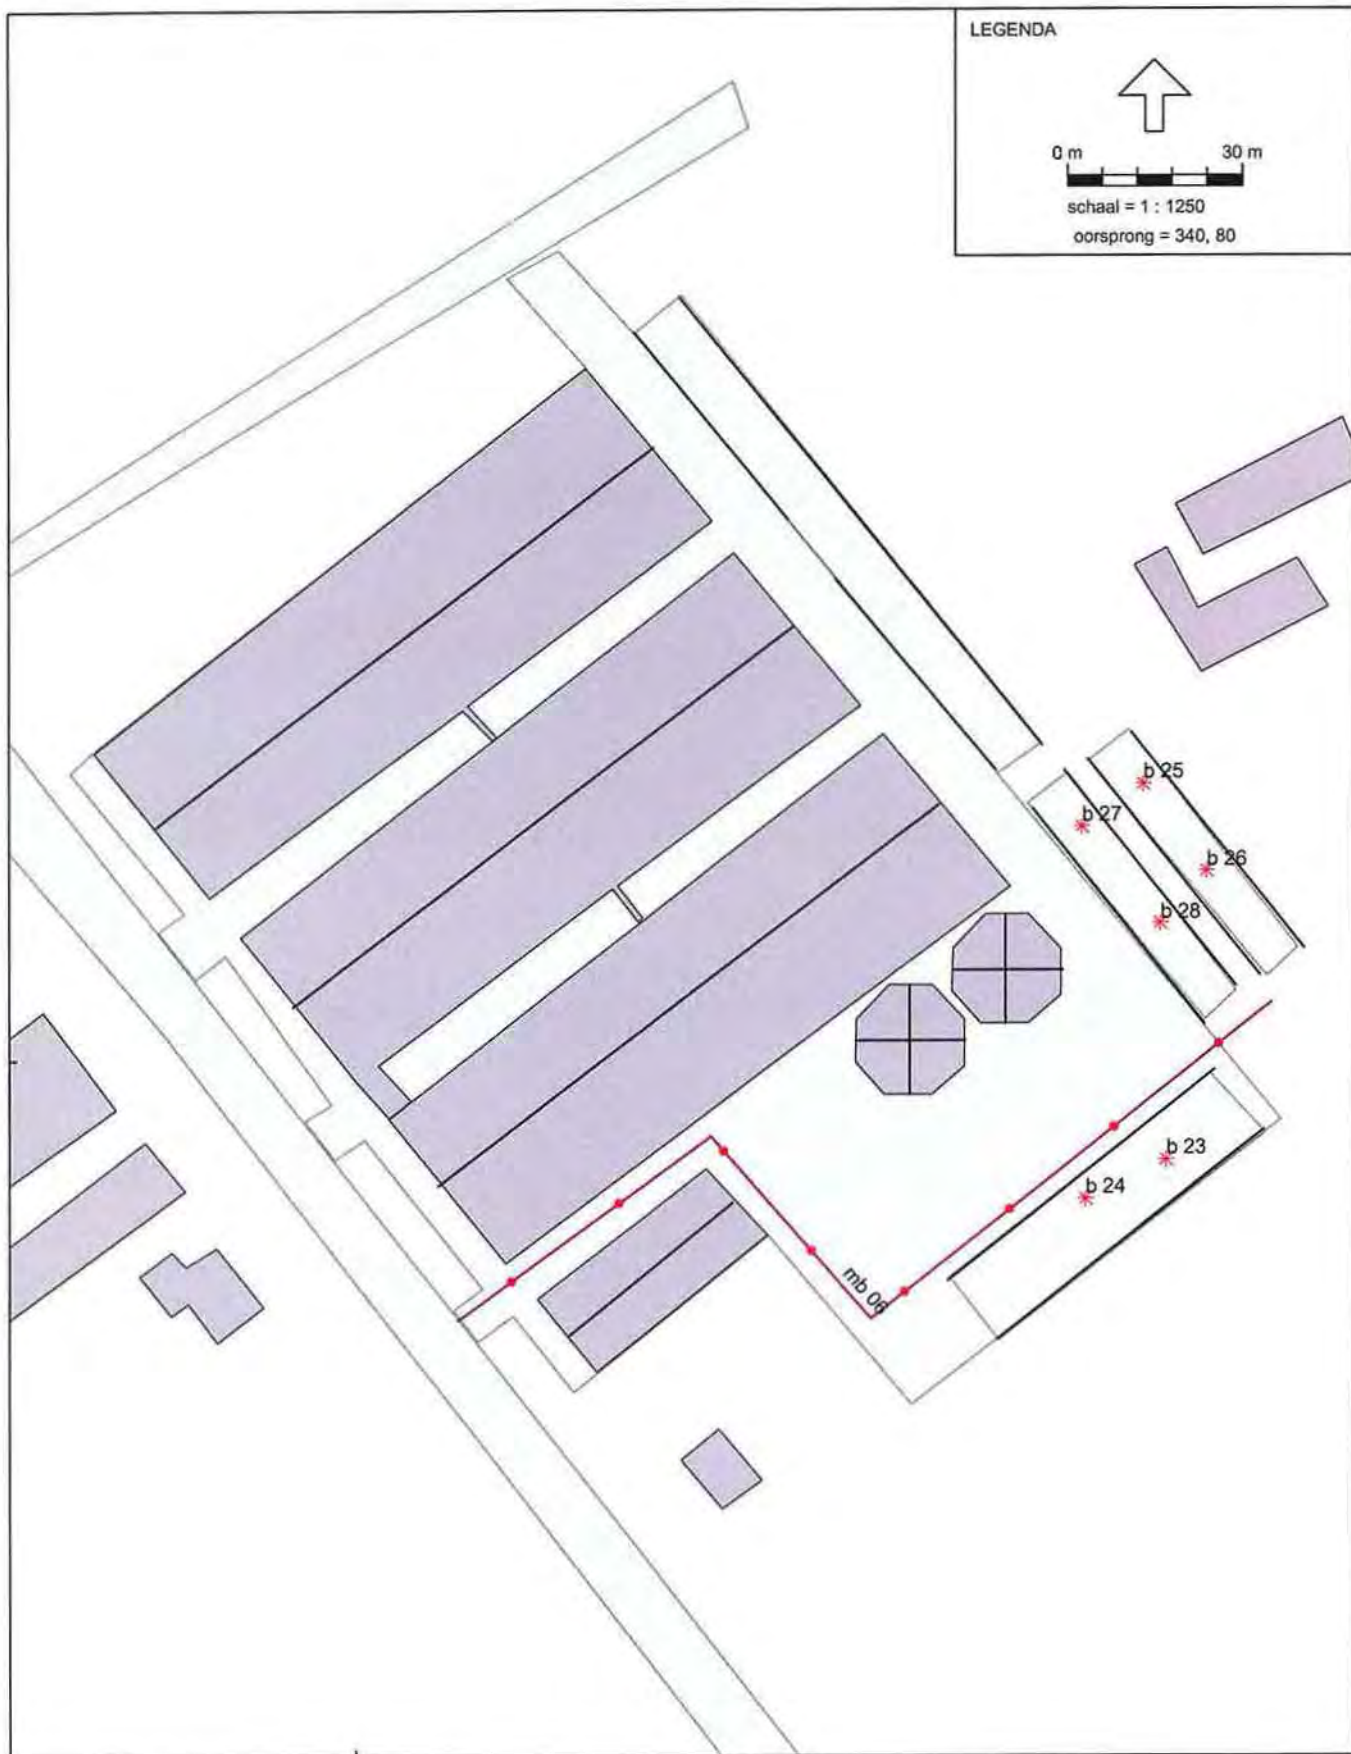 LEGENDA
0 m 30 m
schaal = 1 : 1250
oorsprong = 340, 80
b 25
b 27
b 26
b 28
b 23
b 24
mb 06